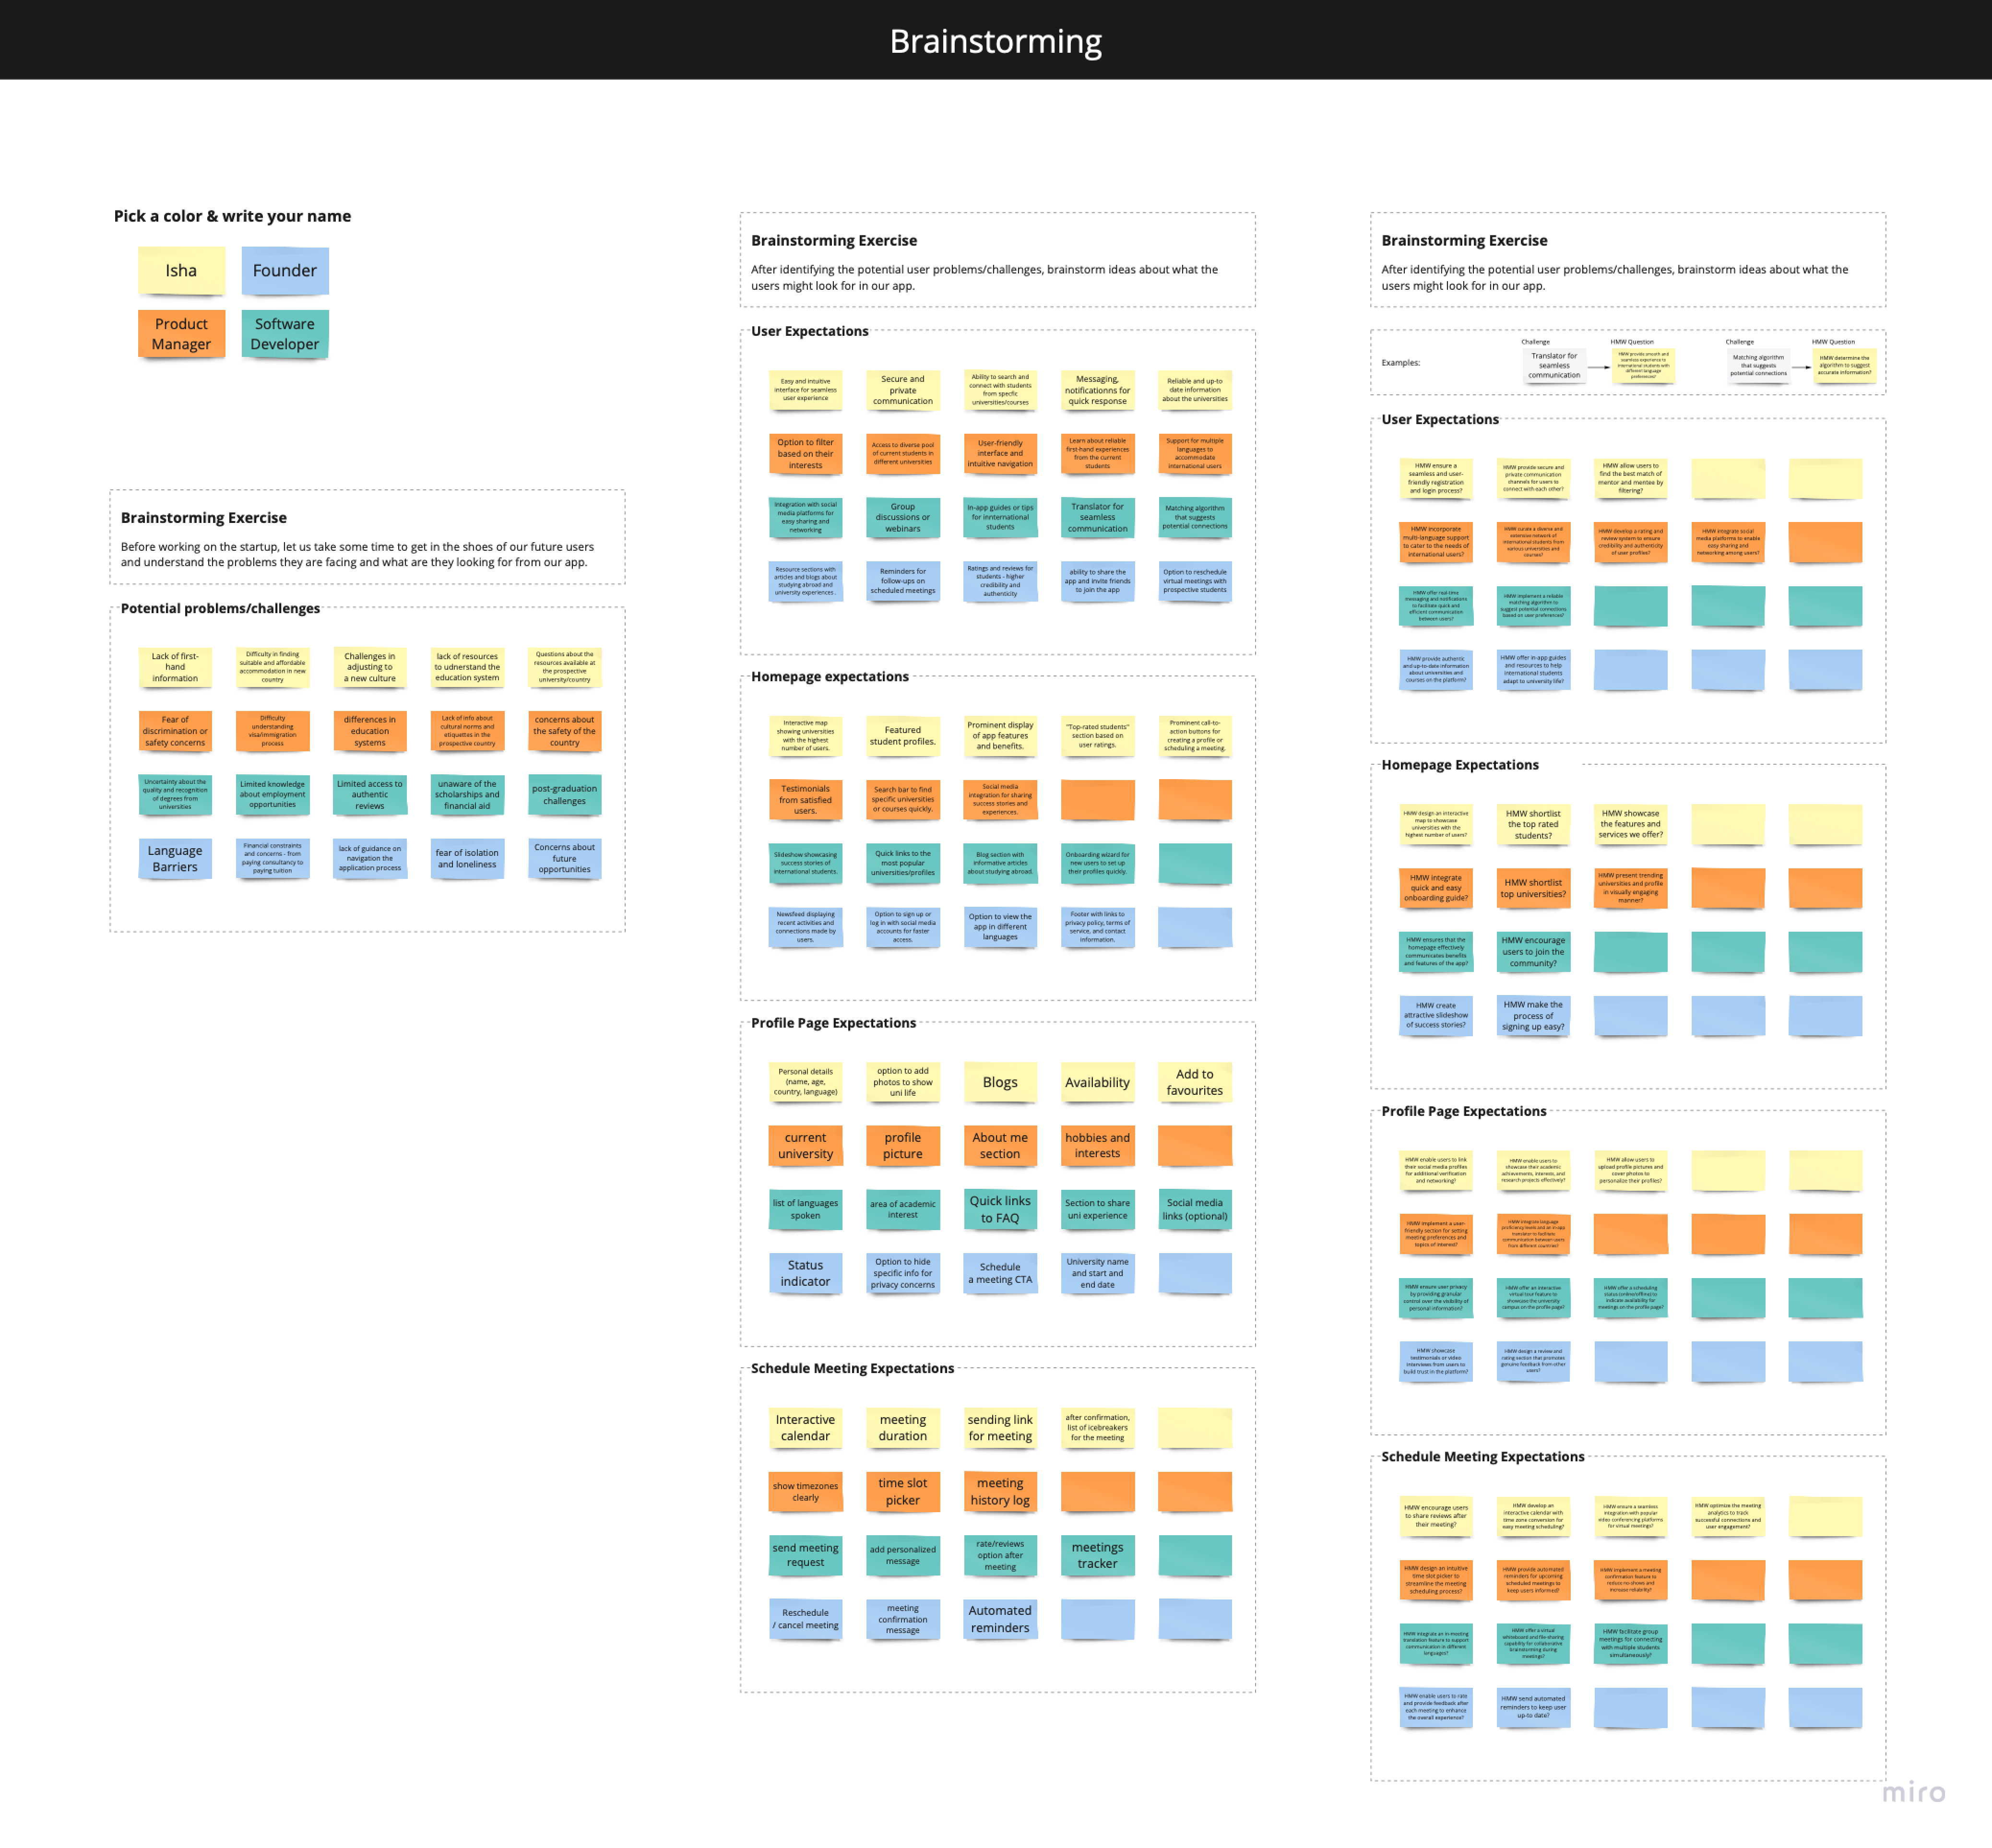 Brainstorming
Pick a color & write your name
Isha
Founder
Product
Manager
Software
Developer
Brainstorming Exercise
Before working on the startup, let us take some time to get in the shoes of our future users
and understand the problems they are facing and what are they looking for from our app.
Potential problems/challenges
Lack of first-
hand
information
Difficulty in finding
suitable and affordable
accommodation in new
country
Challenges in
adjusting to
a new culture
lack of resources
to udnerstand the
education system
Questions about the
resources available at
the prospective
university/country
Fear of
discrimination or
safety concerns
Difficulty
understanding
visa/immigration
process
differences in
education
systems
Lack of info about
cultural norms and
etiquettes in the
prospective country
concerns about
the safety of the
country
Uncertainty about the
quality and recognition
of degrees from
universities
Limited knowledge
about employment
opportunities
Limited access to
authentic
reviews
unaware of the
scholarships and
financial aid
post-graduation
challenges
Language
Barriers
Financial constraints
and concerns - from
paying consultancy to
paying tuition
lack of guidance on
navigation the
application process
fear of isolation
and loneliness
Concerns about
future
opportunities
Brainstorming Exercise
After identifying the potential user problems/challenges, brainstorm ideas about what the
users might look for in our app.
User Expectations
Easy and intuitive
interface for seamless
user experience
Secure and
private
communication
Ability to search and
connect with students
from specfic
universities/courses
Messaging,
notificationns for
quick response
Reliable and up-to
date information
about the universities
Option to filter
based on their
interests
Access to diverse pool
of current students in
different universities
User-friendly
interface and
intuitive navigation
Learn about reliable
first-hand experiences
from the current
students
Support for multiple
languages to
accommodate
international users
Integration with social
media platforms for
easy sharing and
networking
Group
discussions or
webinars
In-app guides or tips
for innternational
students
Translator for
seamless
communication
Matching algorithm
that suggests
potential connections
Resource sections with
articles and blogs about
studying abroad and
university experiences .
Reminders for
follow-ups on
scheduled meetings
Ratings and reviews for
students - higher
credibility and
authenticity
ability to share the
app and invite friends
to join the app
Option to reschedule
virtual meetings with
prospective students
Homepage expectations
Interactive map
showing universities
with the highest
number of users.
Featured
student profiles.
Prominent display
of app features
and benefits.
"Top-rated students"
section based on
user ratings.
Prominent call-to-
action buttons for
creating a profile or
scheduling a meeting.
Testimonials
from satisfied
users.
Search bar to find
specific universities
or courses quickly.
Social media
integration for sharing
success stories and
experiences.
Slideshow showcasing
success stories of
international students.
Quick links to the
most popular
universities/profiles
Blog section with
informative articles
about studying abroad.
Onboarding wizard for
new users to set up
their profiles quickly.
Newsfeed displaying
recent activities and
connections made by
users.
Option to sign up or
log in with social media
accounts for faster
access.
Option to view the
app in different
languages
Footer with links to
privacy policy, terms of
service, and contact
information.
Profile Page Expectations
Personal details
(name, age,
country, language)
option to add
photos to show
uni life
Blogs
Availability
Add to
favourites
current
university
profile
picture
About me
section
hobbies and
interests
list of languages
spoken
area of academic
interest
Quick links
to FAQ
Section to share
uni experience
Social media
links (optional)
Status
indicator
Option to hide
specific info for
privacy concerns
Schedule
a meeting CTA
University name
and start and
end date
Schedule Meeting Expectations
Interactive
calendar
meeting
duration
sending link
for meeting
after confirmation,
list of icebreakers
for the meeting
show timezones
clearly
time slot
picker
meeting
history log
send meeting
request
add personalized
message
rate/reviews
option after
meeting
meetings
tracker
Reschedule
/ cancel meeting
meeting
confirmation
message
Automated
reminders
Brainstorming Exercise
After identifying the potential user problems/challenges, brainstorm ideas about what the
users might look for in our app.
Examples:
Challenge
Translator for
seamless
communication
HMW Question
HMW provide smooth and
seamless experience to
international students with
different language
preferences?
Challenge
Matching algorithm
that suggests
potential connections
HMW Question
HMW determine the
algorithm to suggest
accurate information?
User Expectations
HMW ensure a
seamless and user-
friendly registration
and login process?
HMW provide secure and
private communication
channels for users to
connect with each other?
HMW allow users to
find the best match of
mentor and mentee by
filtering?
HMW incorporate
multi-language support
to cater to the needs of
international users?
HMW curate a diverse and
extensive network of
international students from
various universities and
courses?
HMW develop a rating and
review system to ensure
credibility and authenticity
of user profiles?
HMW integrate social
media platforms to enable
easy sharing and
networking among users?
HMW offer real-time
messaging and notifications
to facilitate quick and
efficient communication
between users?
HMW implement a reliable
matching algorithm to
suggest potential connections
based on user preferences?
HMW provide authentic
and up-to-date information
about universities and
courses on the platform?
HMW offer in-app guides
and resources to help
international students
adapt to university life?
Homepage Expectations
HMW design an interactive
map to showcase
universities with the
highest number of users?
HMW shortlist
the top rated
students?
HMW showcase
the features and
services we offer?
HMW integrate
quick and easy
onboarding guide?
HMW shortlist
top universities?
HMW present trending
universities and profile
in visually engaging
manner?
HMW ensures that the
homepage effectively
communicates benefits
and features of the app?
HMW encourage
users to join the
community?
HMW create
attractive slideshow
of success stories?
HMW make the
process of
signing up easy?
Profile Page Expectations
HMW enable users to link
their social media profiles
for additional verification
and networking?
HMW enable users to
showcase their academic
achievements, interests, and
research projects effectively?
HMW allow users to
upload profile pictures and
cover photos to
personalize their profiles?
HMW implement a user-
friendly section for setting
meeting preferences and
topics of interest?
HMW integrate language
proficiency levels and an in-app
translator to facilitate
communication between users
from different countries?
HMW ensure user privacy
by providing granular
control over the visibility of
personal information?
HMW offer an interactive
virtual tour feature to
showcase the university
campus on the profile page?
HMW offer a scheduling
status (online/offline) to
indicate availability for
meetings on the profile page?
HMW showcase
testimonials or video
interviews from users to
build trust in the platform?
HMW design a review and
rating section that promotes
genuine feedback from other
users?
Schedule Meeting Expectations
HMW encourage users
to share reviews after
their meeting?
HMW develop an
interactive calendar with
time zone conversion for
easy meeting scheduling?
HMW ensure a seamless
integration with popular
video conferencing platforms
for virtual meetings?
HMW optimize the meeting
analytics to track
successful connections and
user engagement?
HMW design an intuitive
time slot picker to
streamline the meeting
scheduling process?
HMW provide automated
reminders for upcoming
scheduled meetings to
keep users informed?
HMW implement a meeting
confirmation feature to
reduce no-shows and
increase reliability?
HMW integrate an in-meeting
translation feature to support
communication in different
languages?
HMW offer a virtual
whiteboard and file-sharing
capability for collaborative
brainstorming during
meetings?
HMW facilitate group
meetings for connecting
with multiple students
simultaneously?
HMW enable users to rate
and provide feedback after
each meeting to enhance
the overall experience?
HMW send automated
reminders to keep user
up-to date?
miro